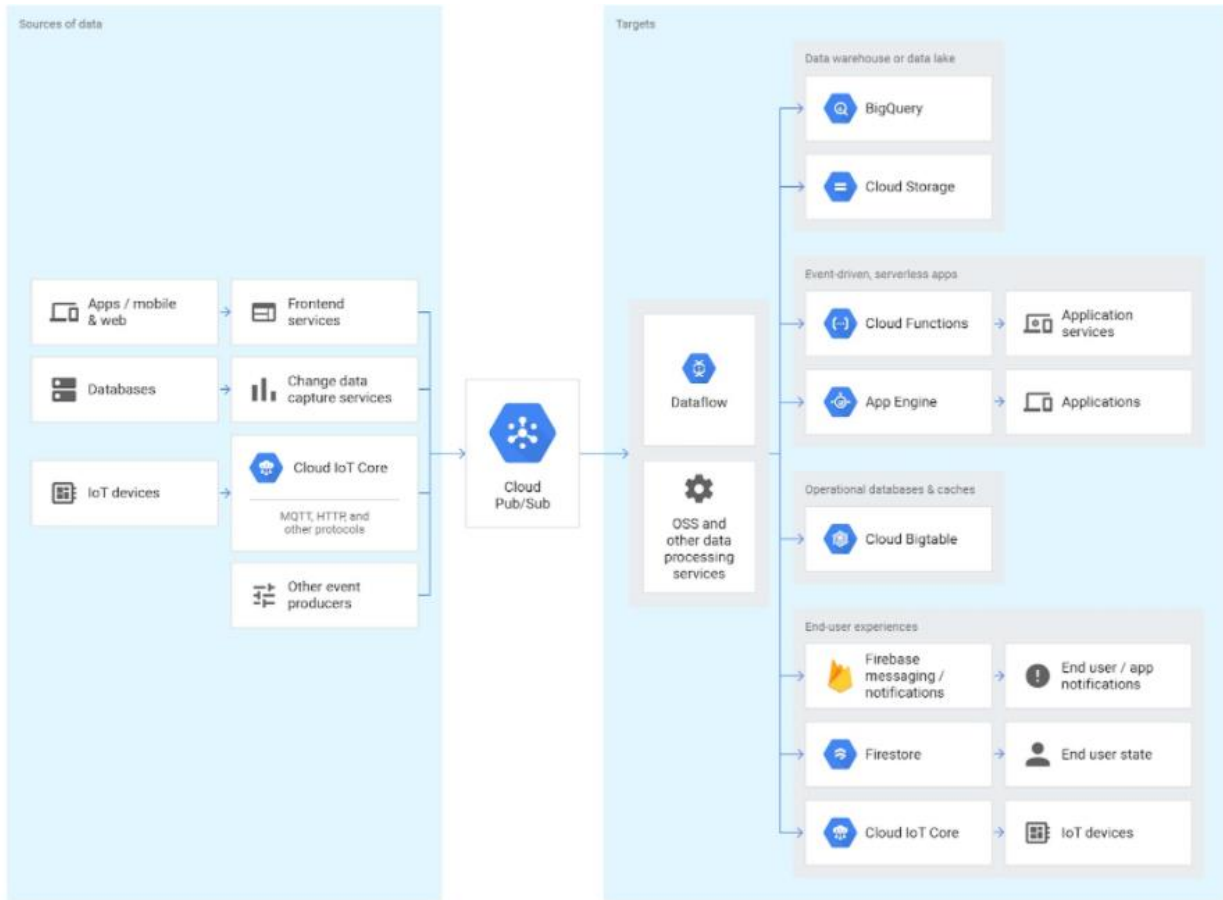 Sources of data
Apps / mobile
& web
Frontend
services
Databases
Change data
capture services
IoT devices
Cloud IoT Core
MQTT, HTTP, and
other protocols
Other event
producers
Cloud
Pub/Sub
Targets
Dataflow
OSS and
other data
processing
services
Data warehouse or data lake
BigQuery
Cloud Storage
Event-driven, serverless apps
Cloud Functions
Application
services
App Engine
Applications
Operational databases & caches
Cloud Bigtable
End-user experiences
Firebase
messaging /
notifications
End user / app
notifications
Firestore
End user state
Cloud IoT Core
IoT devices